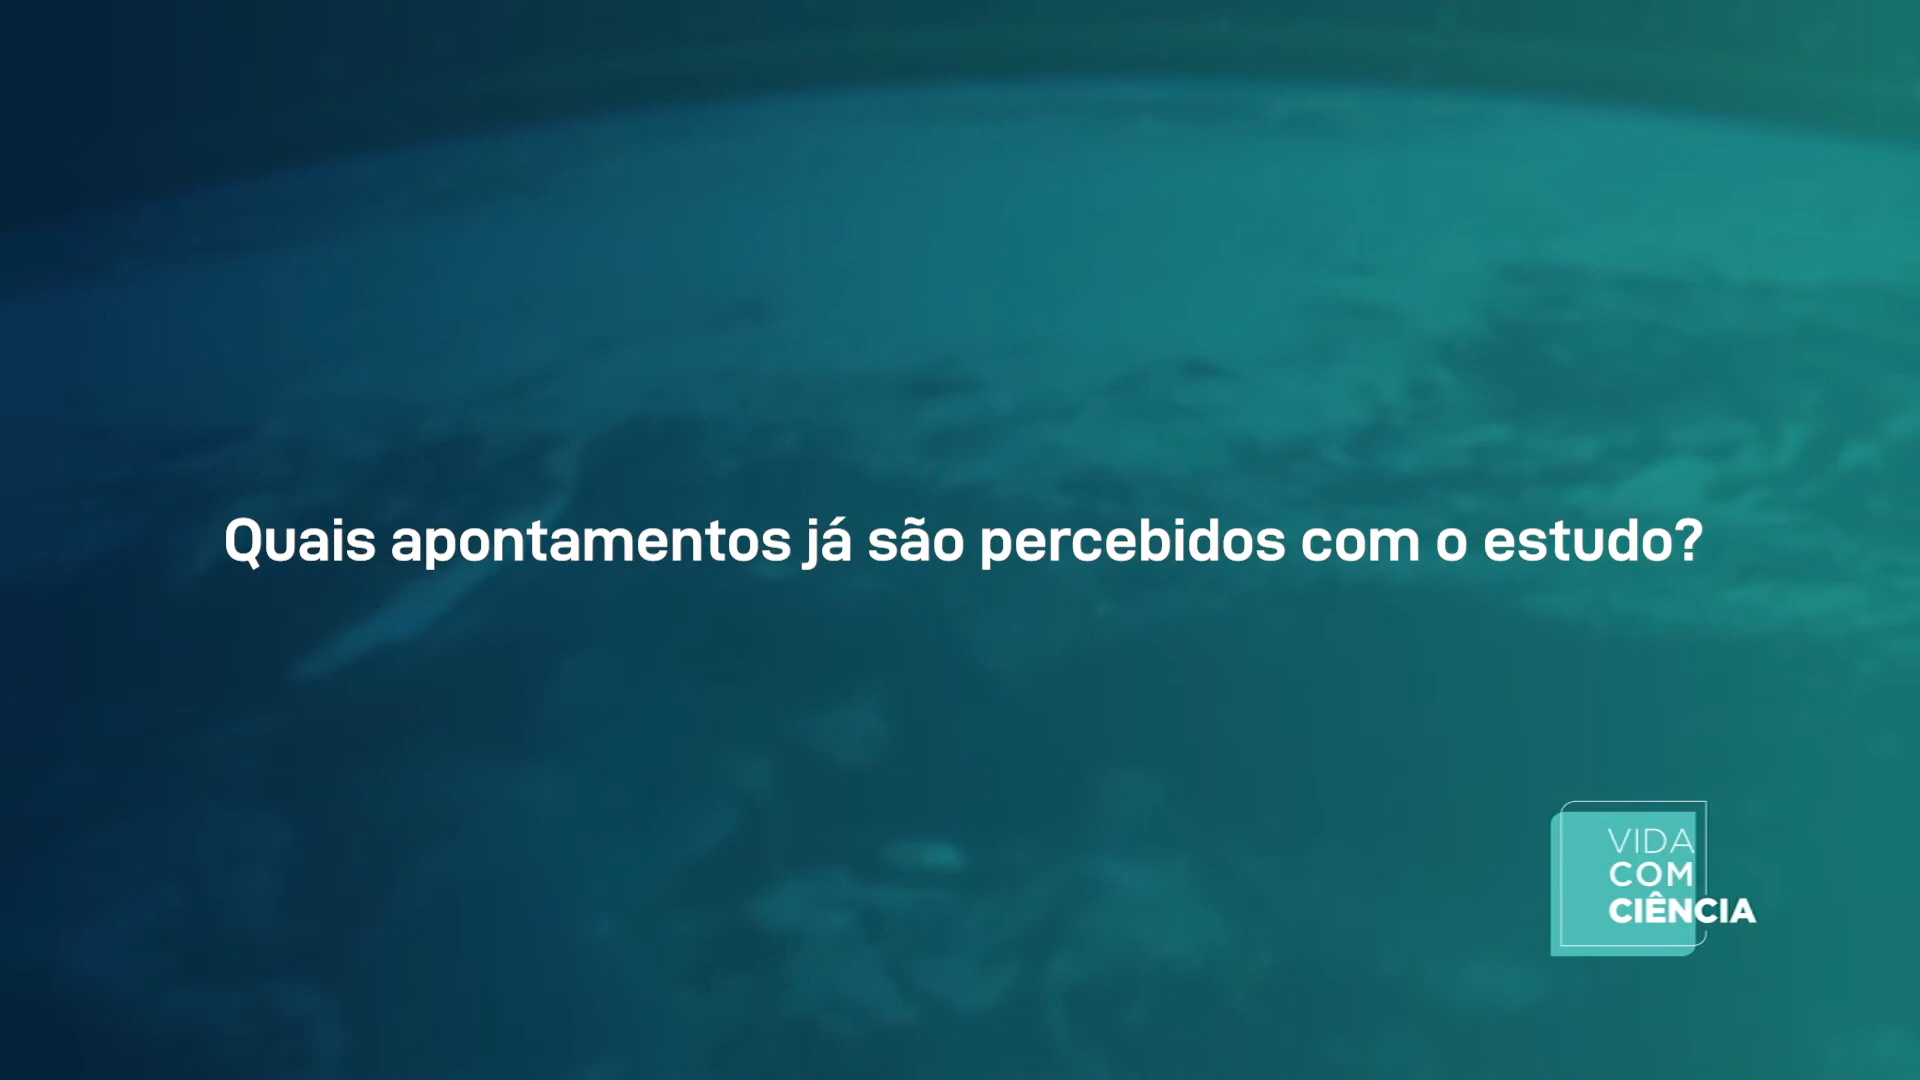 Quais apontamentos já são percebidos com o estudo?
VIDA
COM
CIÊNCIA